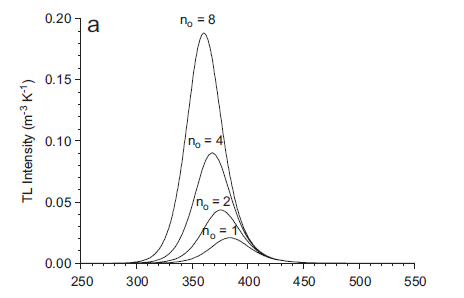 a
n₀ = 8
n₀ = 4
n₀ = 2
n₀ = 1
TL Intensity (m⁻³ K⁻¹)
0.20
0.15
0.10
0.05
0.00
250 300 350 400 450 500 550